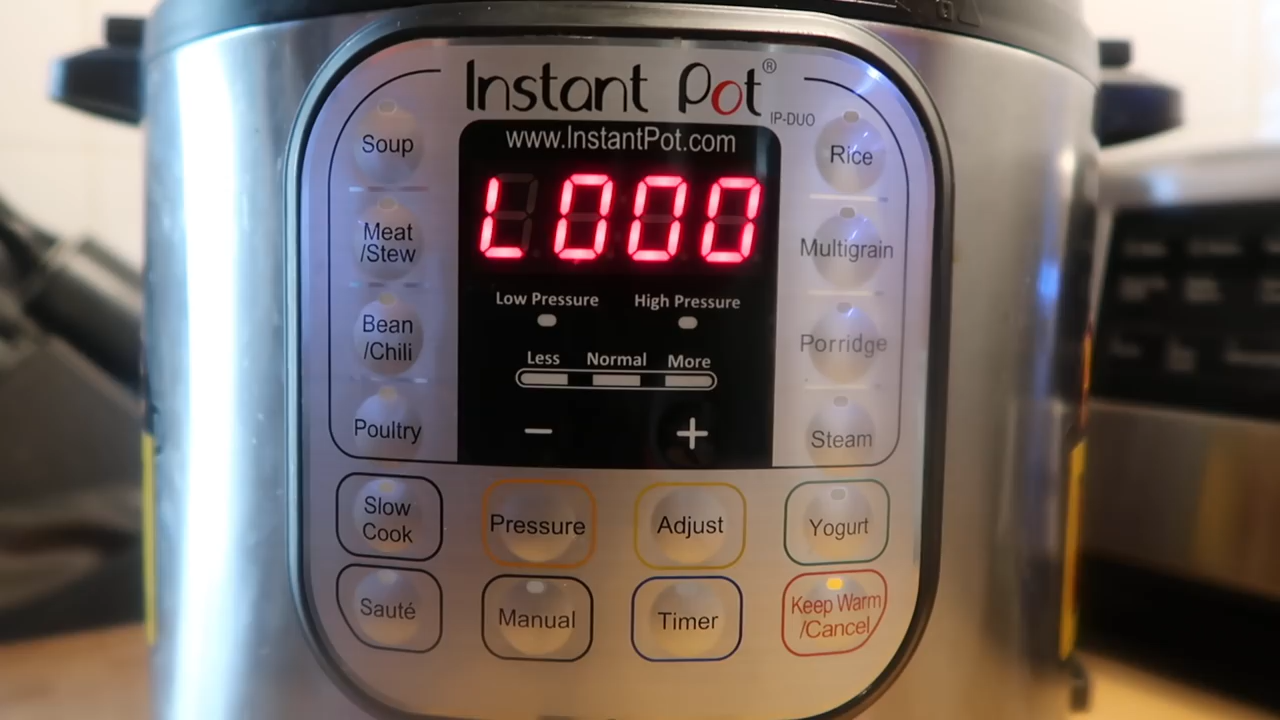 Instant Pot®
IP-DUO
www.InstantPot.com
L000
Low Pressure
High Pressure
Less Normal More
− +
Soup
Meat
/Stew
Bean
/Chili
Poultry
Rice
Multigrain
Porridge
Steam
Slow
Cook
Pressure
Adjust
Yogurt
Sauté
Manual
Timer
Keep Warm
/Cancel